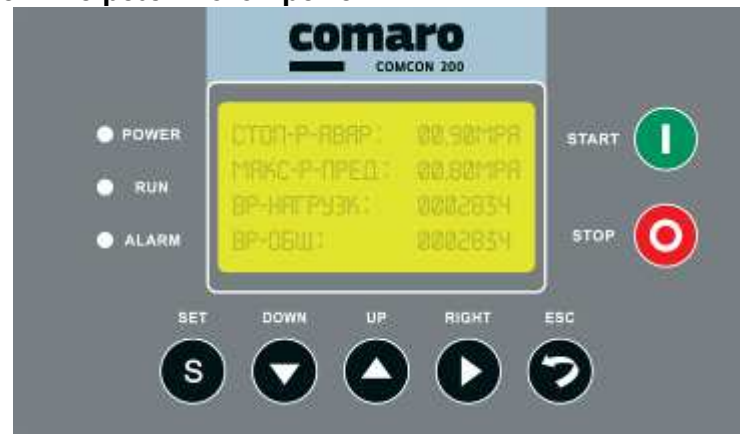 comaro
COMCON 200
POWER
RUN
ALARM
СТОП-Р-АВАР: 00.90MPA
МАКС-Р-ПРЕД: 00.80MPA
ВР-НАГРУЗК: 0002834
ВР-ОБЩ: 0002834
START
STOP
SET DOWN UP RIGHT ESC
S